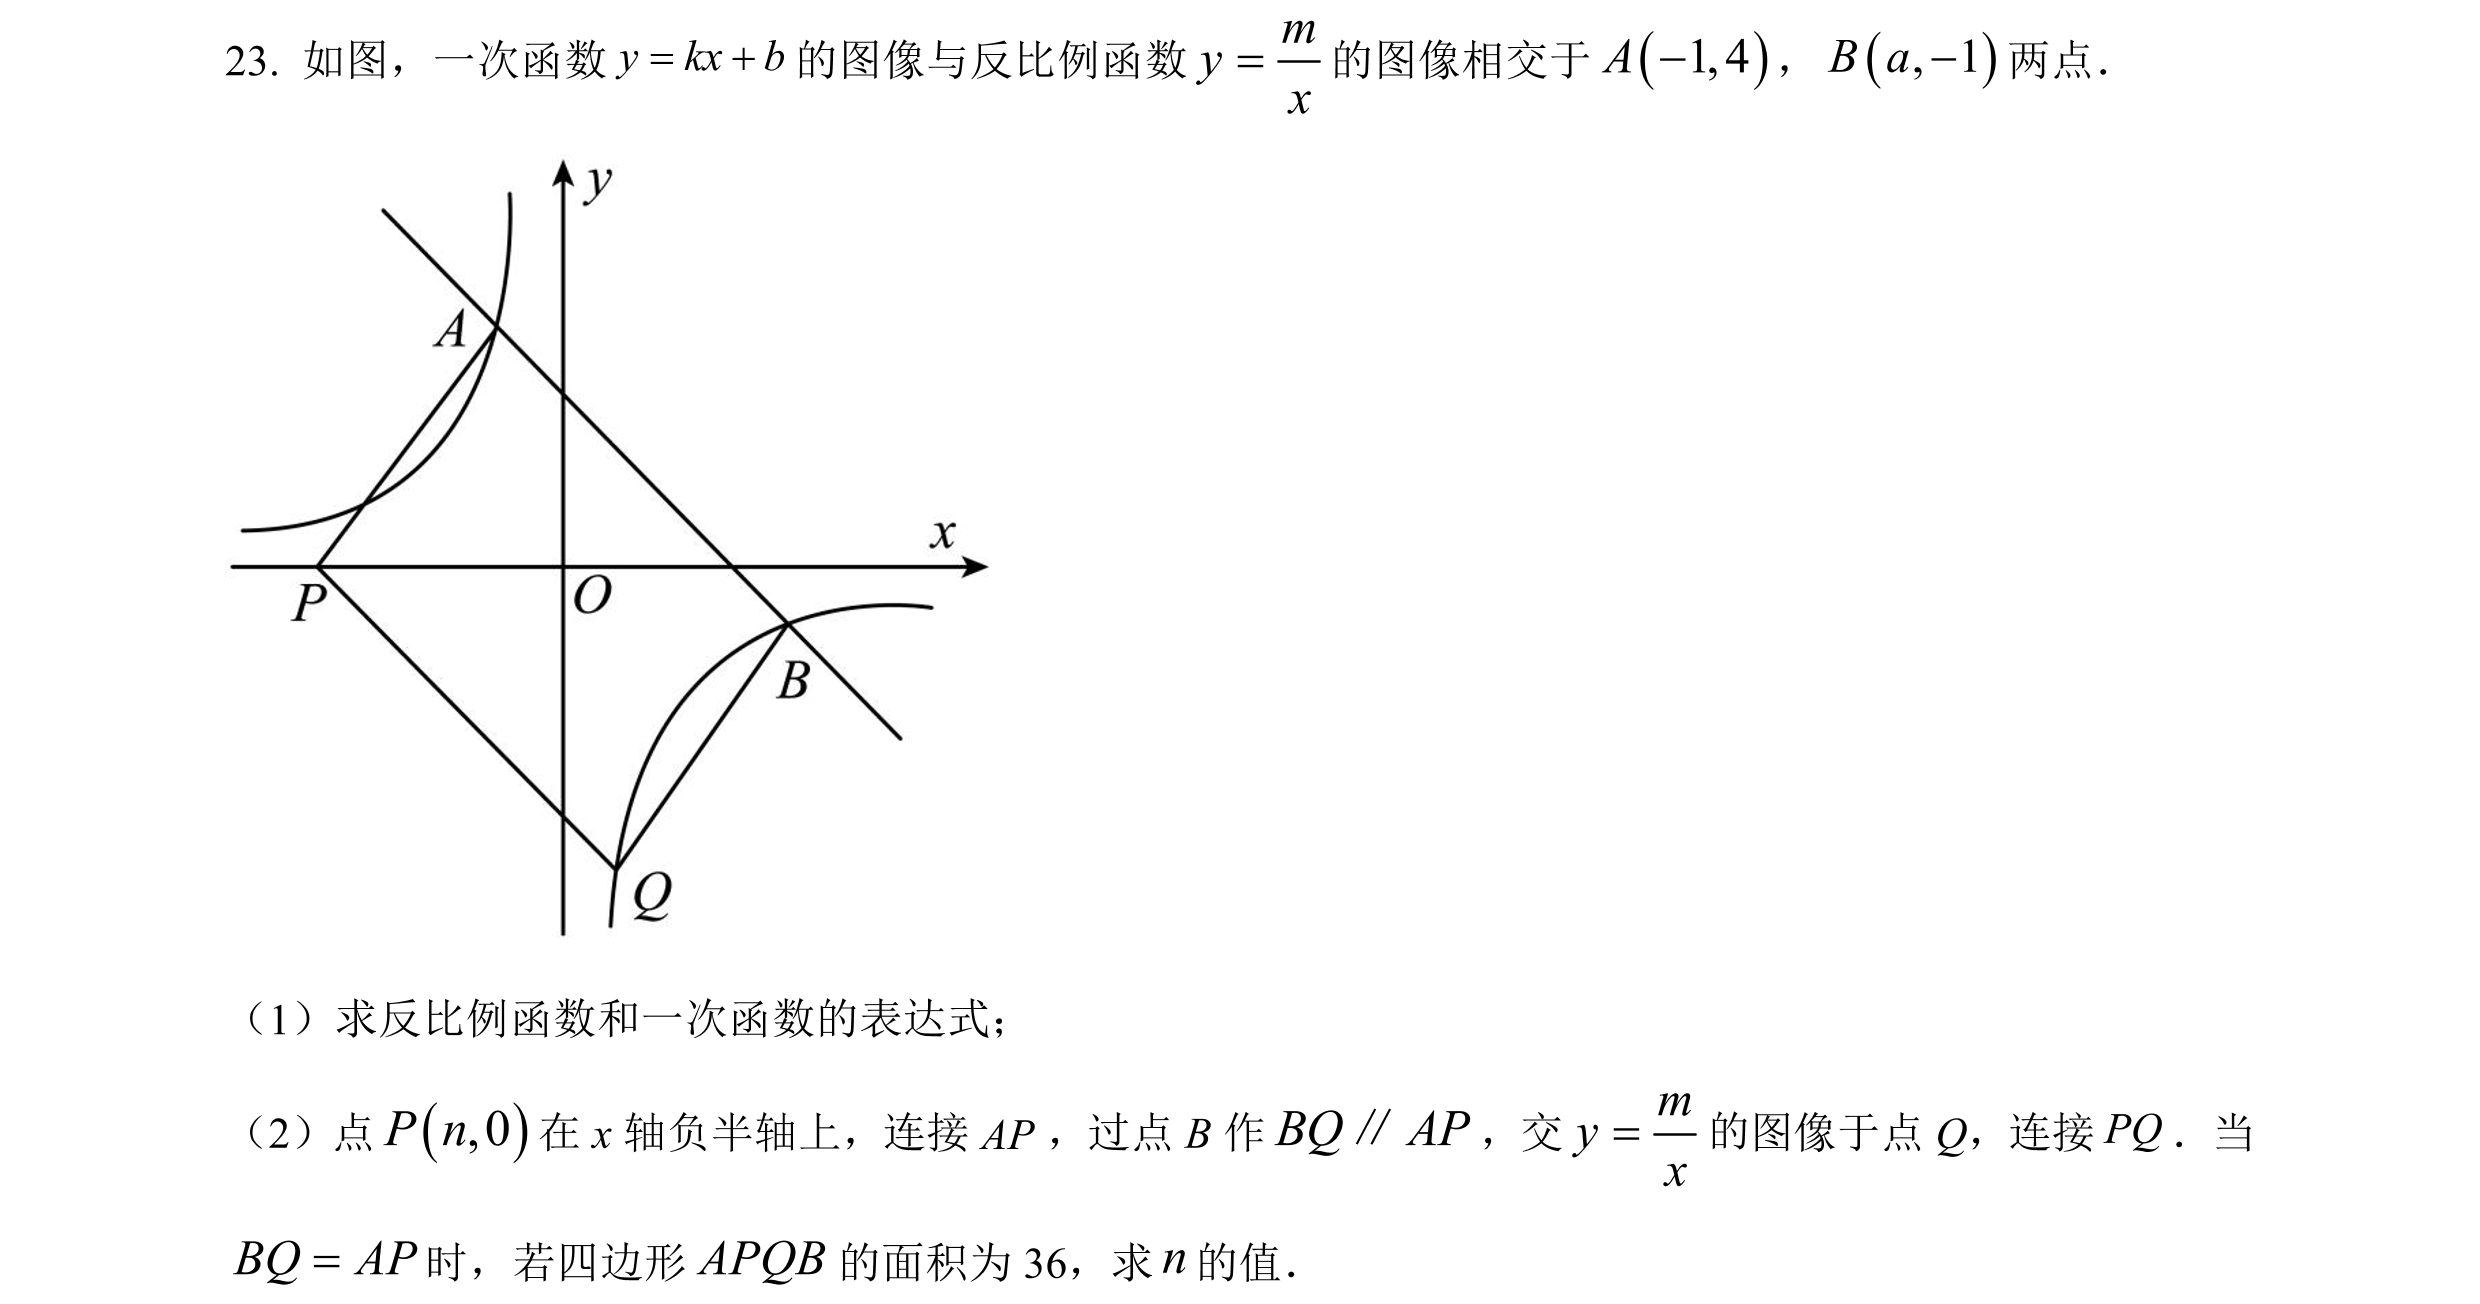 23. 如图，一次函数 y = kx + b 的图像与反比例函数 y = m/x 的图像相交于 A(−1,4)，B(a,−1) 两点．
y
A
x
P
O
B
Q
（1）求反比例函数和一次函数的表达式；
（2）点 P(n,0) 在 x 轴负半轴上，连接 AP，过点 B 作 BQ // AP，交 y = m/x 的图像于点 Q，连接 PQ．当
BQ = AP 时，若四边形 APQB 的面积为 36，求 n 的值．